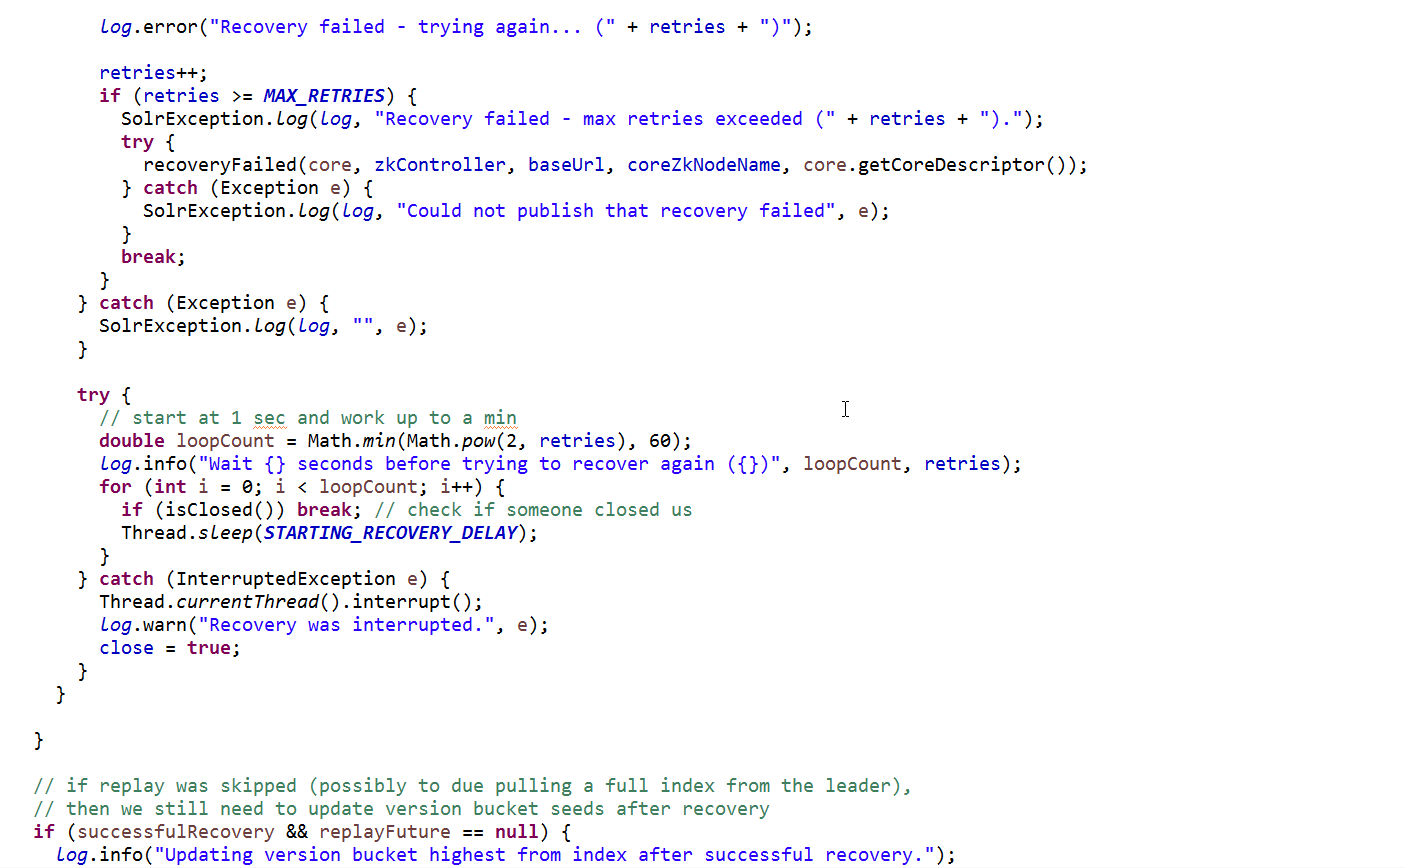 log.error("Recovery failed - trying again... (" + retries + ")");
retries++;
if (retries >= MAX_RETRIES) {
SolrException.log(log, "Recovery failed - max retries exceeded (" + retries + ").");
try {
recoveryFailed(core, zkController, baseUrl, coreZkNodeName, core.getCoreDescriptor());
} catch (Exception e) {
SolrException.log(log, "Could not publish that recovery failed", e);
}
break;
}
} catch (Exception e) {
SolrException.log(log, "", e);
}
try {
// start at 1 sec and work up to a min
double loopCount = Math.min(Math.pow(2, retries), 60);
log.info("Wait {} seconds before trying to recover again ({})", loopCount, retries);
for (int i = 0; i < loopCount; i++) {
if (isClosed()) break; // check if someone closed us
Thread.sleep(STARTING_RECOVERY_DELAY);
}
} catch (InterruptedException e) {
Thread.currentThread().interrupt();
log.warn("Recovery was interrupted.", e);
close = true;
}
}
}
// if replay was skipped (possibly to due pulling a full index from the leader),
// then we still need to update version bucket seeds after recovery
if (successfulRecovery && replayFuture == null) {
log.info("Updating version bucket highest from index after successful recovery.");